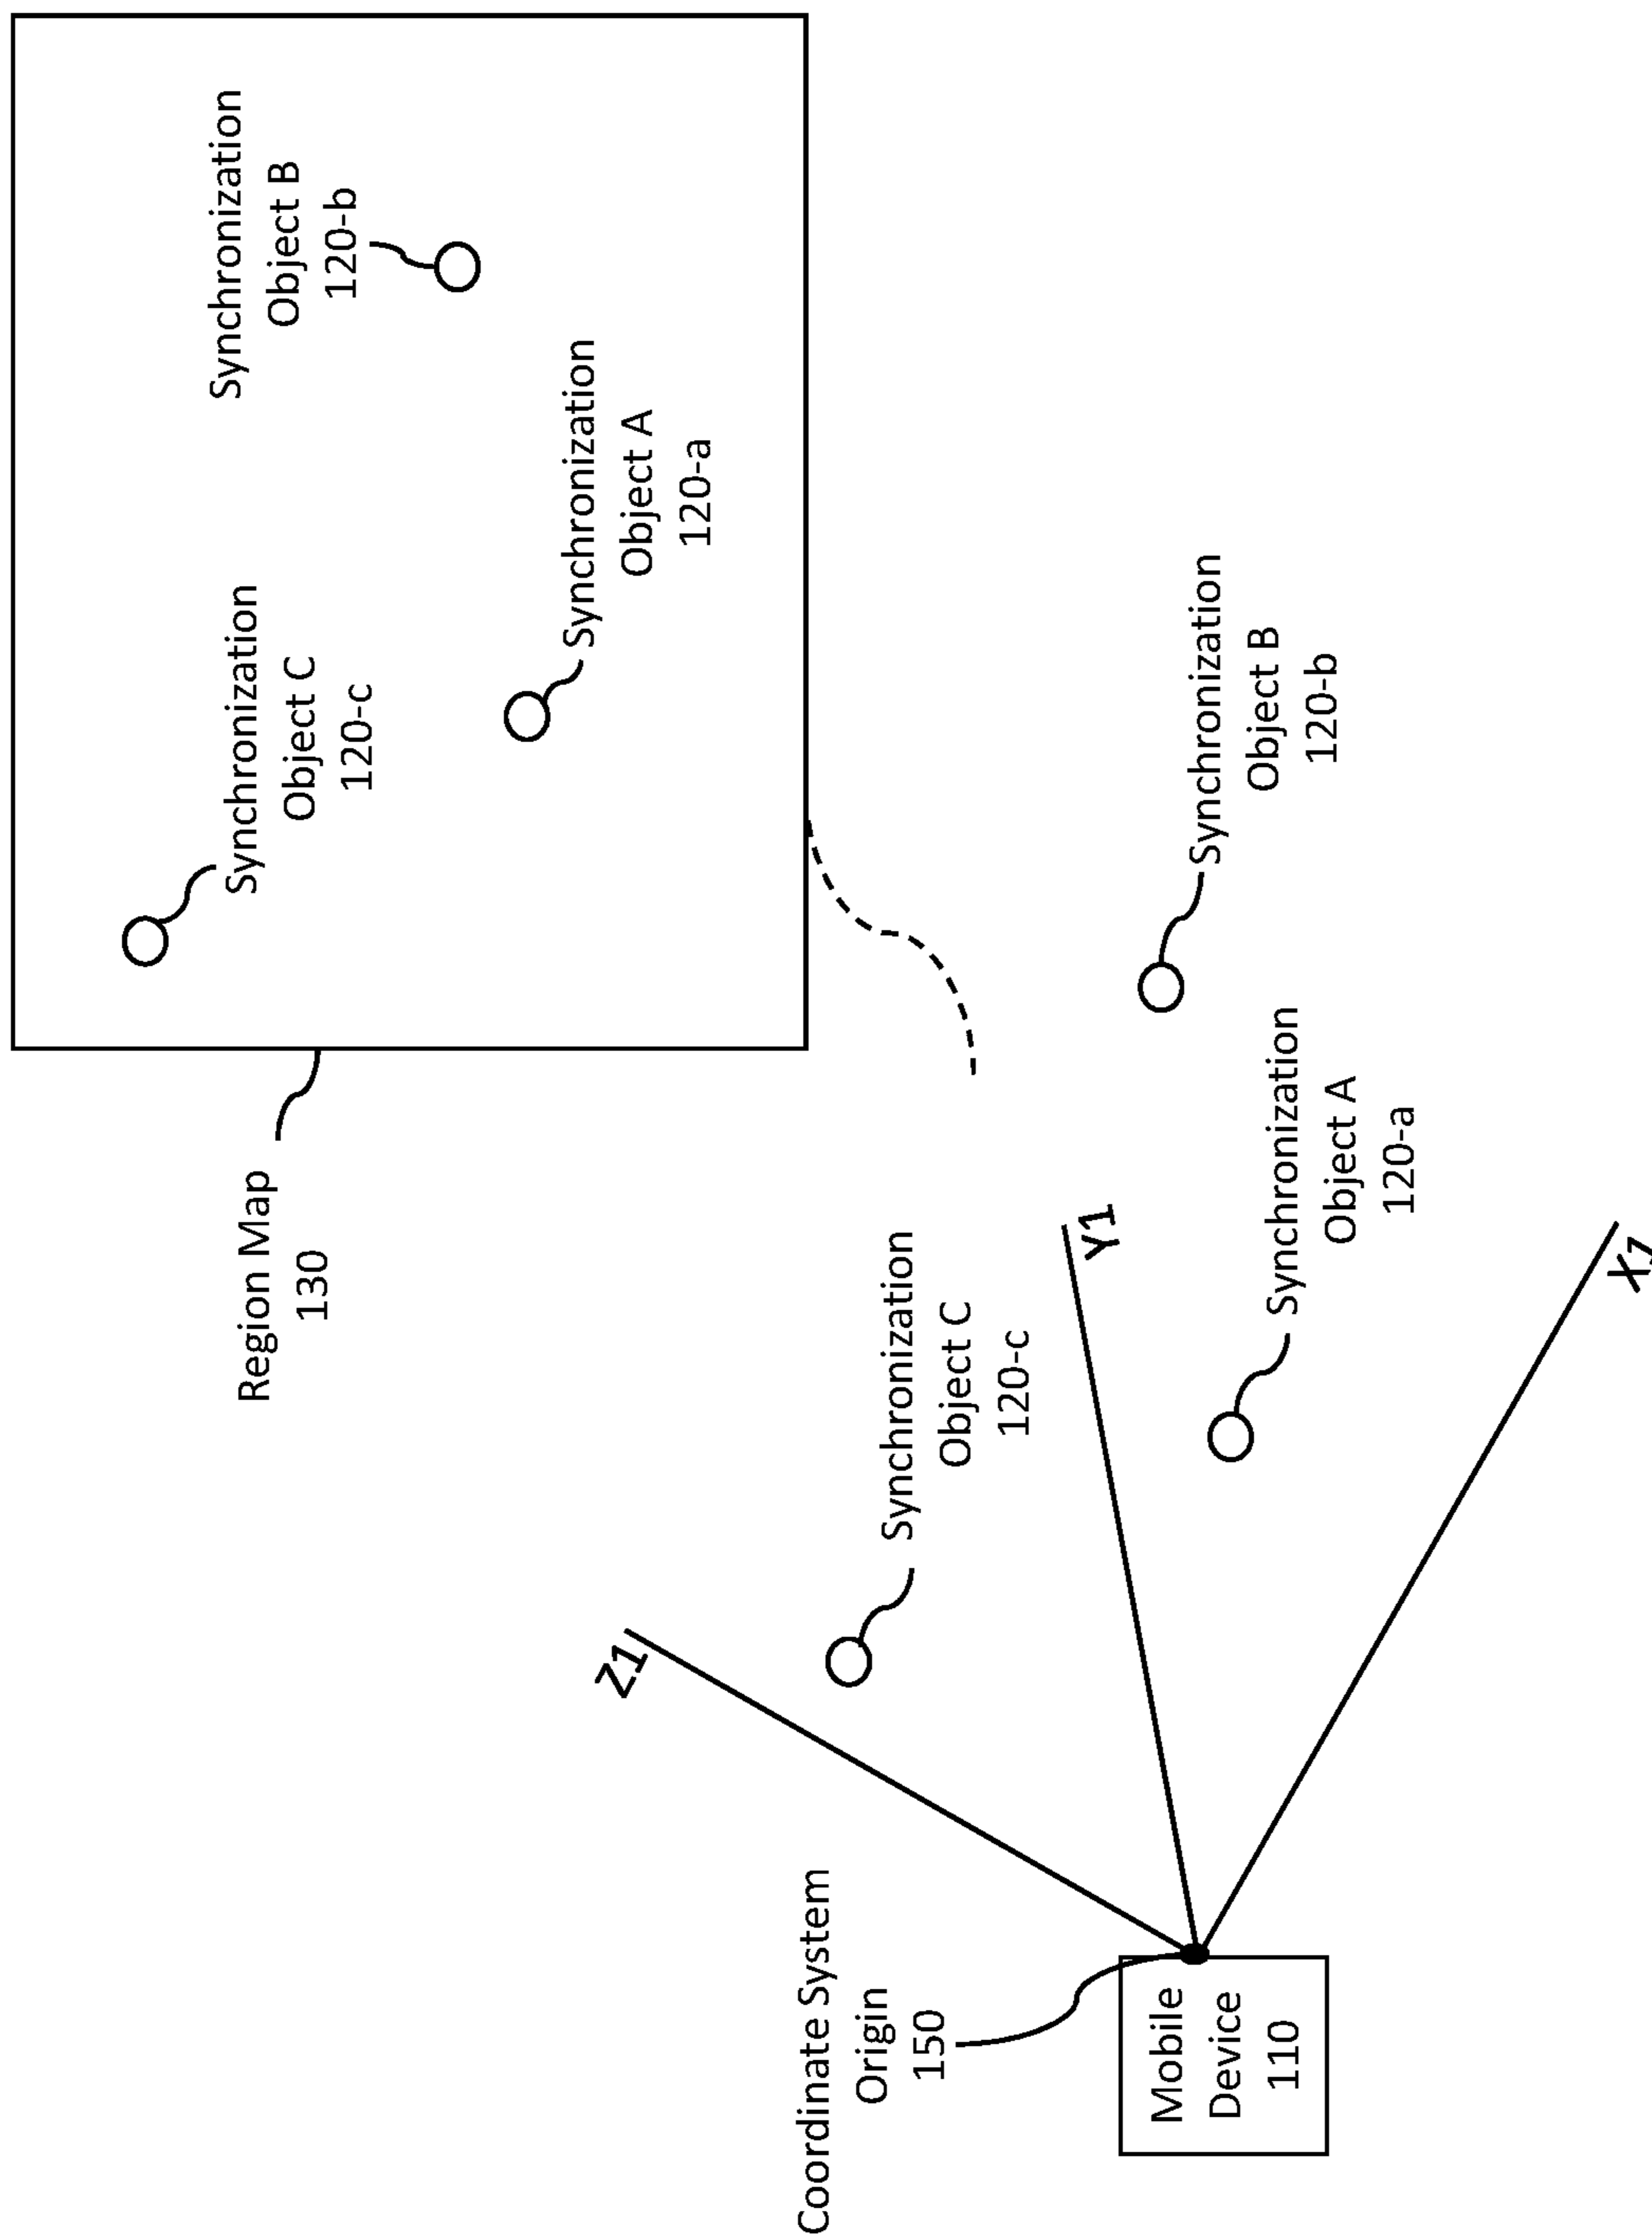 Region Map
130
Synchronization
Object C
120-c
Synchronization
Object B
120-b
Synchronization
Object A
120-a
Z1
Coordinate System
Origin
150
Synchronization
Object C
120-c
Y1
Synchronization
Object B
120-b
Synchronization
Object A
120-a
Mobile
Device
110
X1